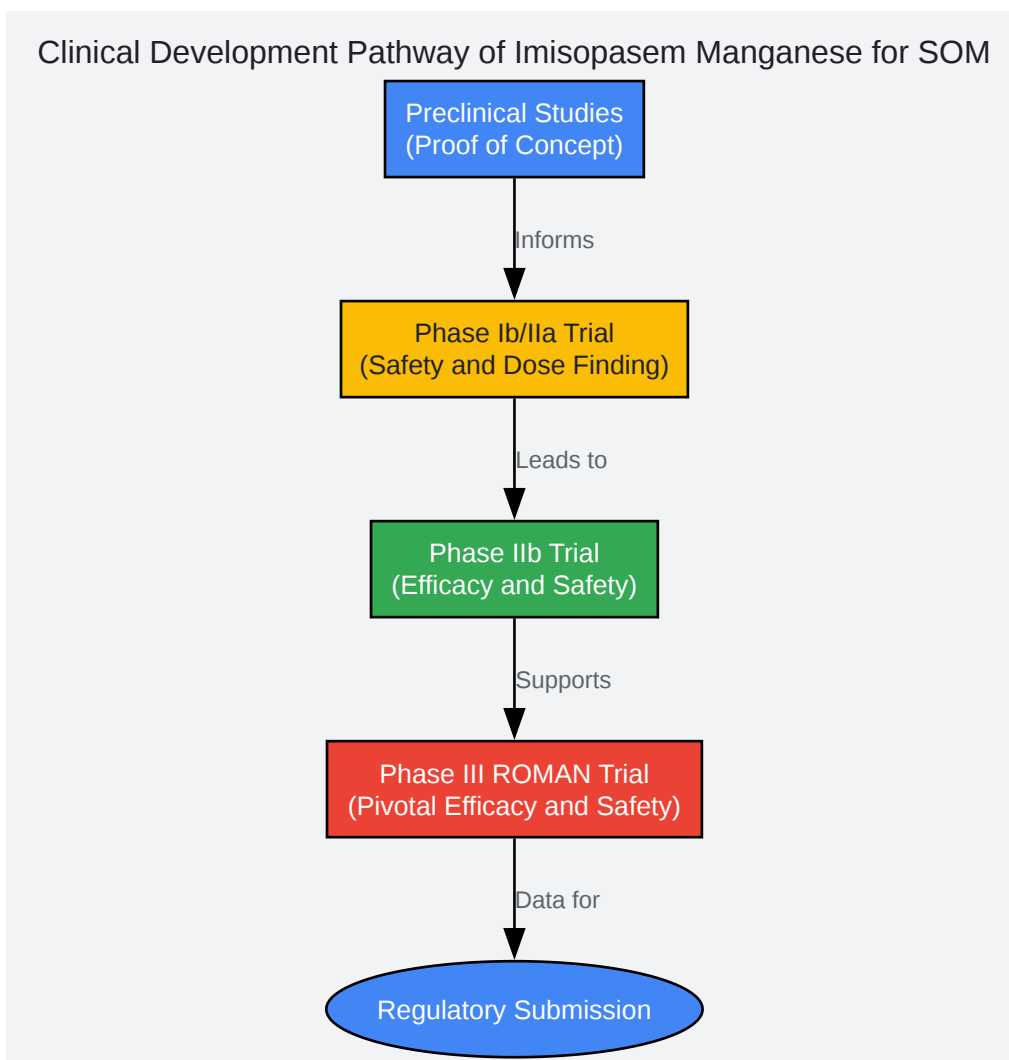 Clinical Development Pathway of Imisopasem Manganese for SOM
Preclinical Studies
(Proof of Concept)
Informs
Phase Ib/IIa Trial
(Safety and Dose Finding)
Leads to
Phase IIb Trial
(Efficacy and Safety)
Supports
Phase III ROMAN Trial
(Pivotal Efficacy and Safety)
Data for
Regulatory Submission